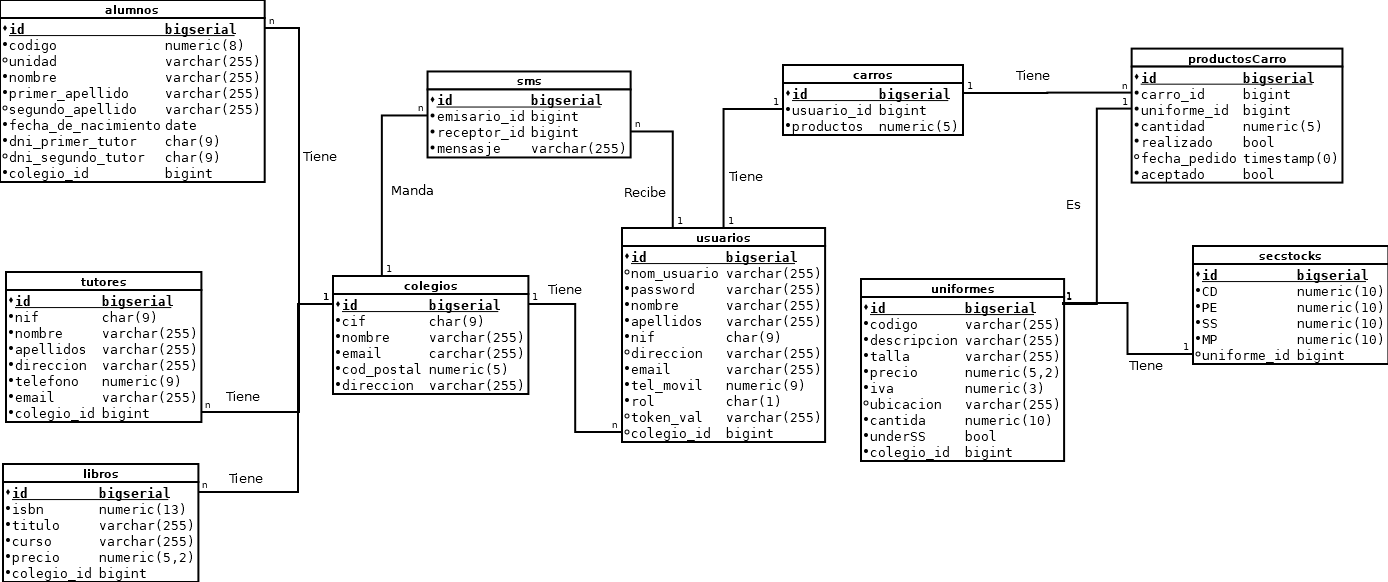 alumnos
id bigserial
codigo numeric(8)
unidad varchar(255)
nombre varchar(255)
primer_apellido varchar(255)
segundo_apellido varchar(255)
fecha_de_nacimiento date
dni_primer_tutor char(9)
dni_segundo_tutor char(9)
colegio_id bigint
n
Tiene
sms
id bigserial
emisario_id bigint
receptor_id bigint
mensasje varchar(255)
n
n
Manda
1
Recibe
1
carros
id bigserial
usuario_id bigint
productos numeric(5)
1
Tiene
1
1
Tiene
n
productosCarro
id bigserial
carro_id bigint
uniforme_id bigint
cantidad numeric(5)
realizado bool
fecha_pedido timestamp(0)
aceptado bool
1
Es
1
tutores
id bigserial
nif char(9)
nombre varchar(255)
apellidos varchar(255)
direccion varchar(255)
telefono numeric(9)
email varchar(255)
colegio_id bigint
n
Tiene
1
colegios
id bigserial
cif char(9)
nombre varchar(255)
email carchar(255)
cod_postal numeric(5)
direccion varchar(255)
1
Tiene
n
usuarios
id bigserial
nom_usuario varchar(255)
password varchar(255)
nombre varchar(255)
apellidos varchar(255)
nif char(9)
direccion varchar(255)
email varchar(255)
tel_movil numeric(9)
rol char(1)
token_val varchar(255)
colegio_id bigint
uniformes
id bigserial
codigo varchar(255)
descripcion varchar(255)
talla varchar(255)
precio numeric(5,2)
iva numeric(3)
ubicacion varchar(255)
cantida numeric(10)
underSS bool
colegio_id bigint
TIene
1
secstocks
id bigserial
CD numeric(10)
PE numeric(10)
SS numeric(10)
MP numeric(10)
uniforme_id bigint
libros
id bigserial
isbn numeric(13)
titulo varchar(255)
curso varchar(255)
precio numeric(5,2)
colegio_id bigint
n
Tiene